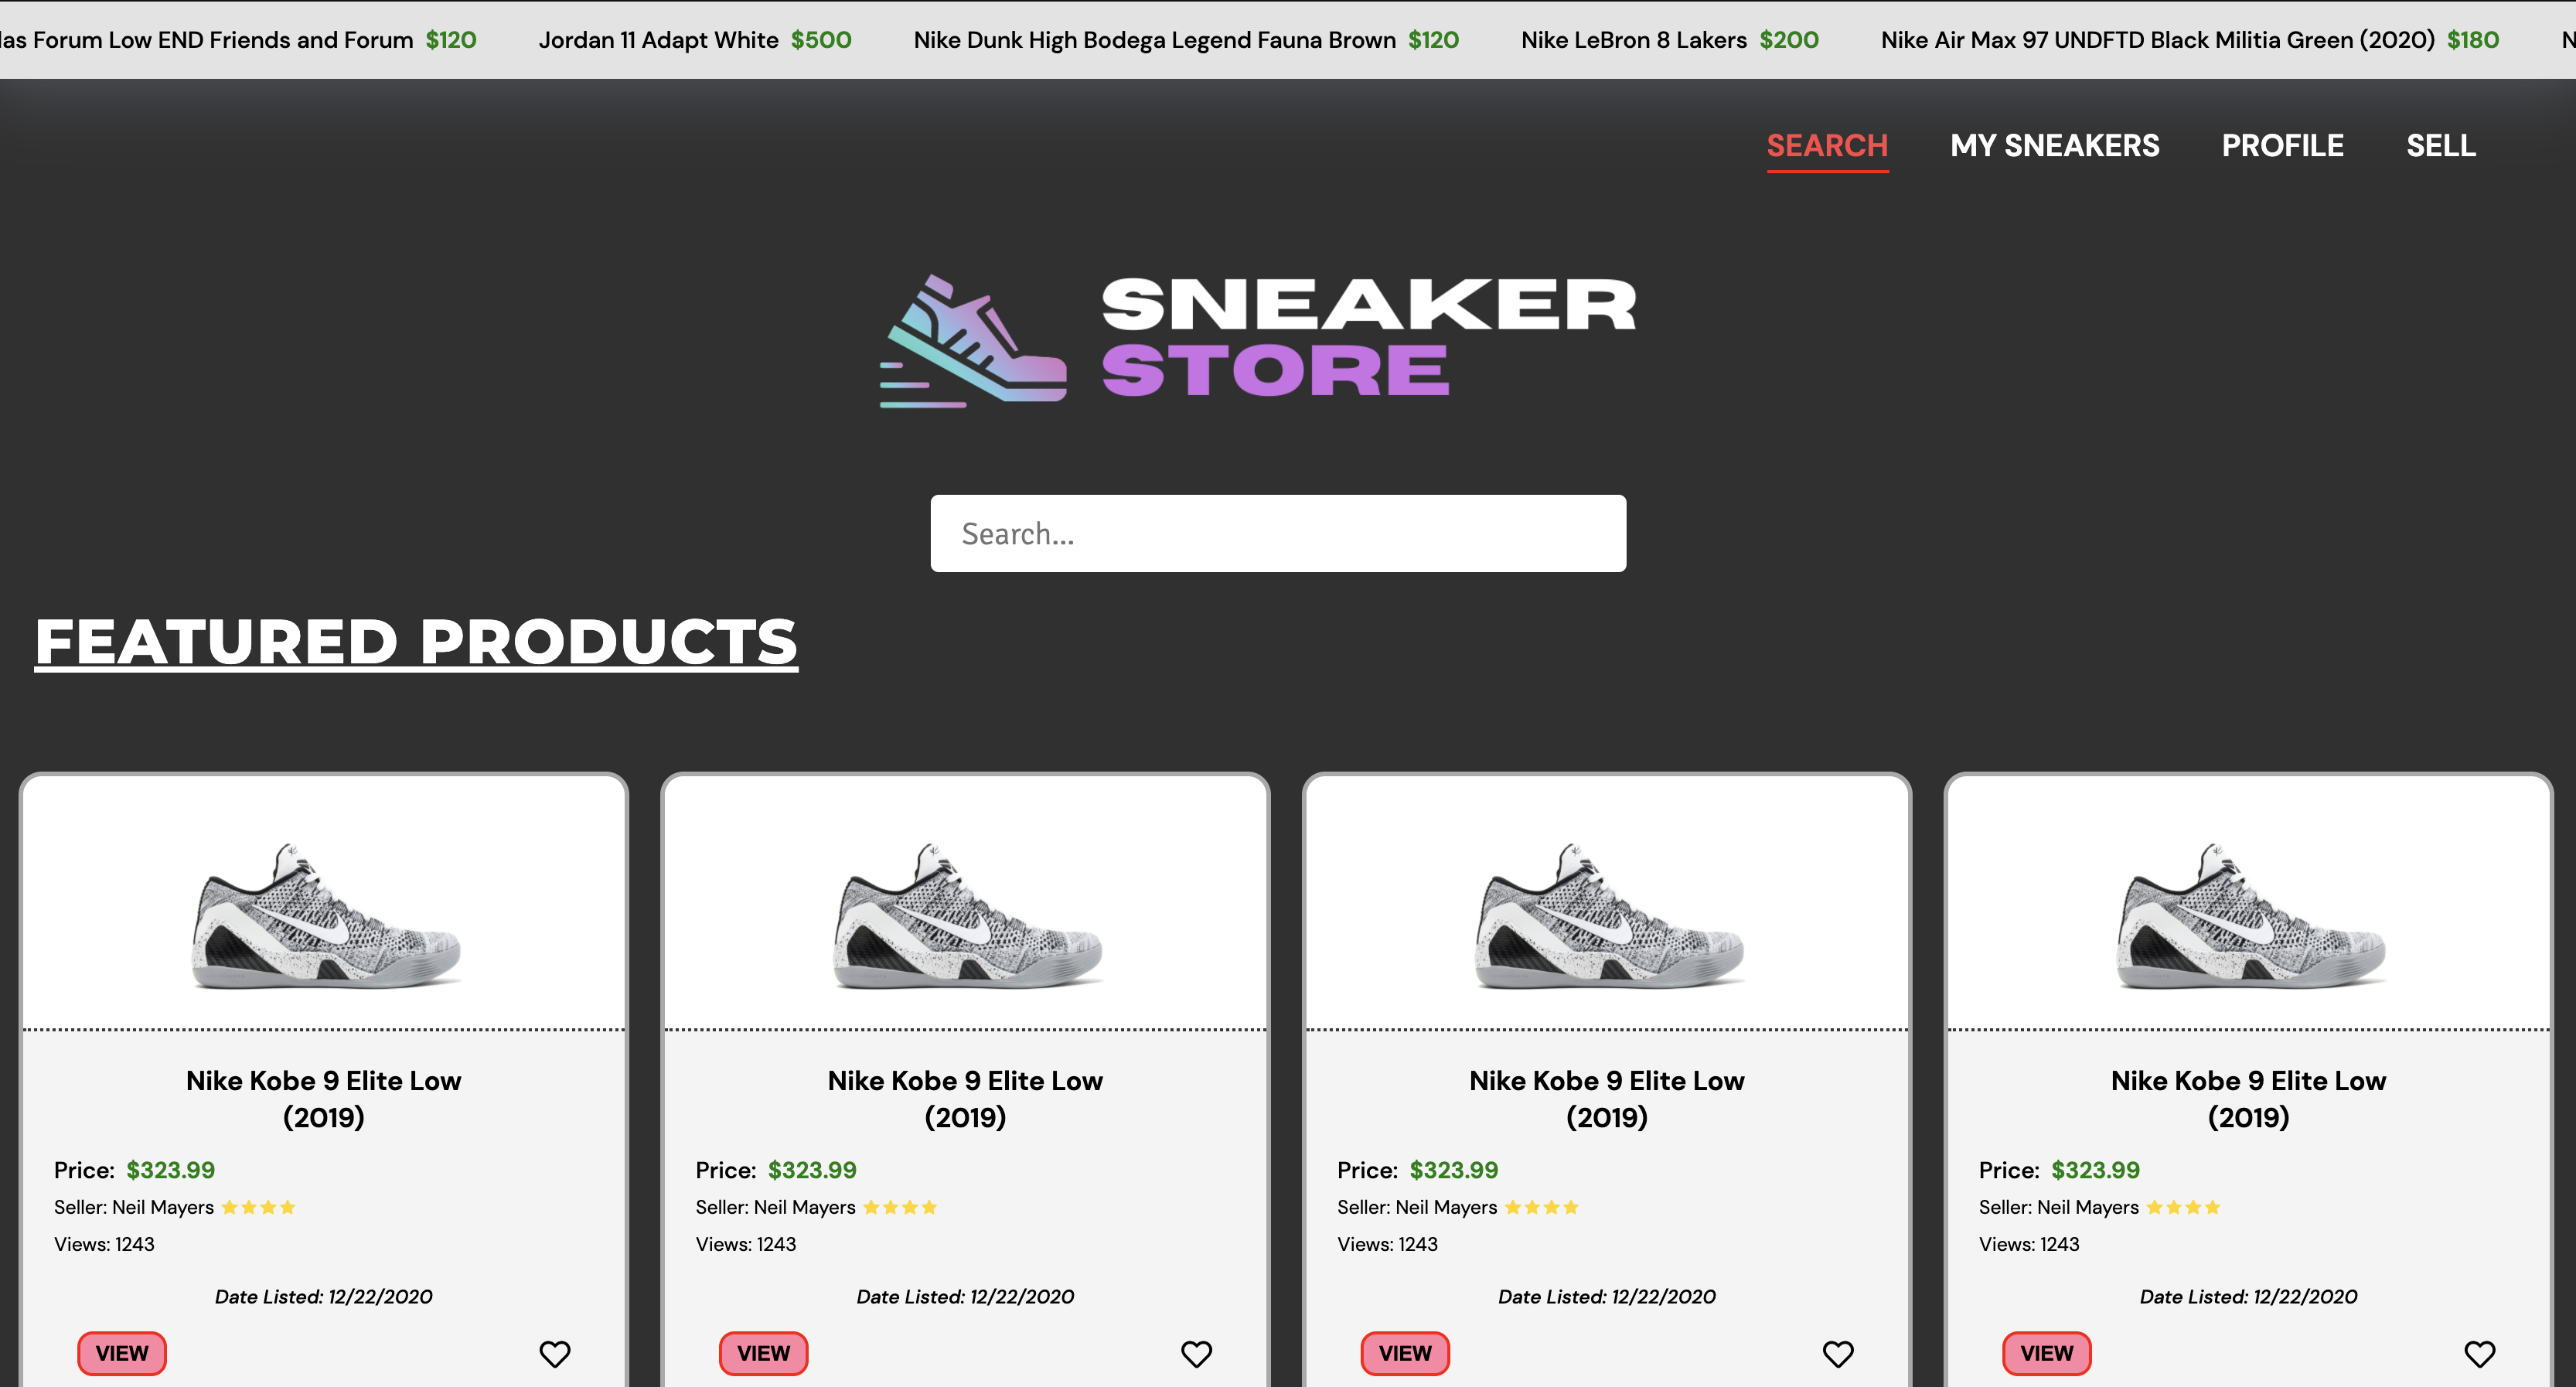 Forum Low END Friends and Forum $120 Jordan 11 Adapt White $500 Nike Dunk High Bodega Legend Fauna Brown $120 Nike LeBron 8 Lakers $200 Nike Air Max 97 UNDFTD Black Militia Green (2020) $180
SEARCH MY SNEAKERS PROFILE SELL
SNEAKER
STORE
Search...
FEATURED PRODUCTS
Nike Kobe 9 Elite Low
(2019)
Price: $323.99
Seller: Neil Mayers
Views: 1243
Date Listed: 12/22/2020
VIEW
Nike Kobe 9 Elite Low
(2019)
Price: $323.99
Seller: Neil Mayers
Views: 1243
Date Listed: 12/22/2020
VIEW
Nike Kobe 9 Elite Low
(2019)
Price: $323.99
Seller: Neil Mayers
Views: 1243
Date Listed: 12/22/2020
VIEW
Nike Kobe 9 Elite Low
(2019)
Price: $323.99
Seller: Neil Mayers
Views: 1243
Date Listed: 12/22/2020
VIEW